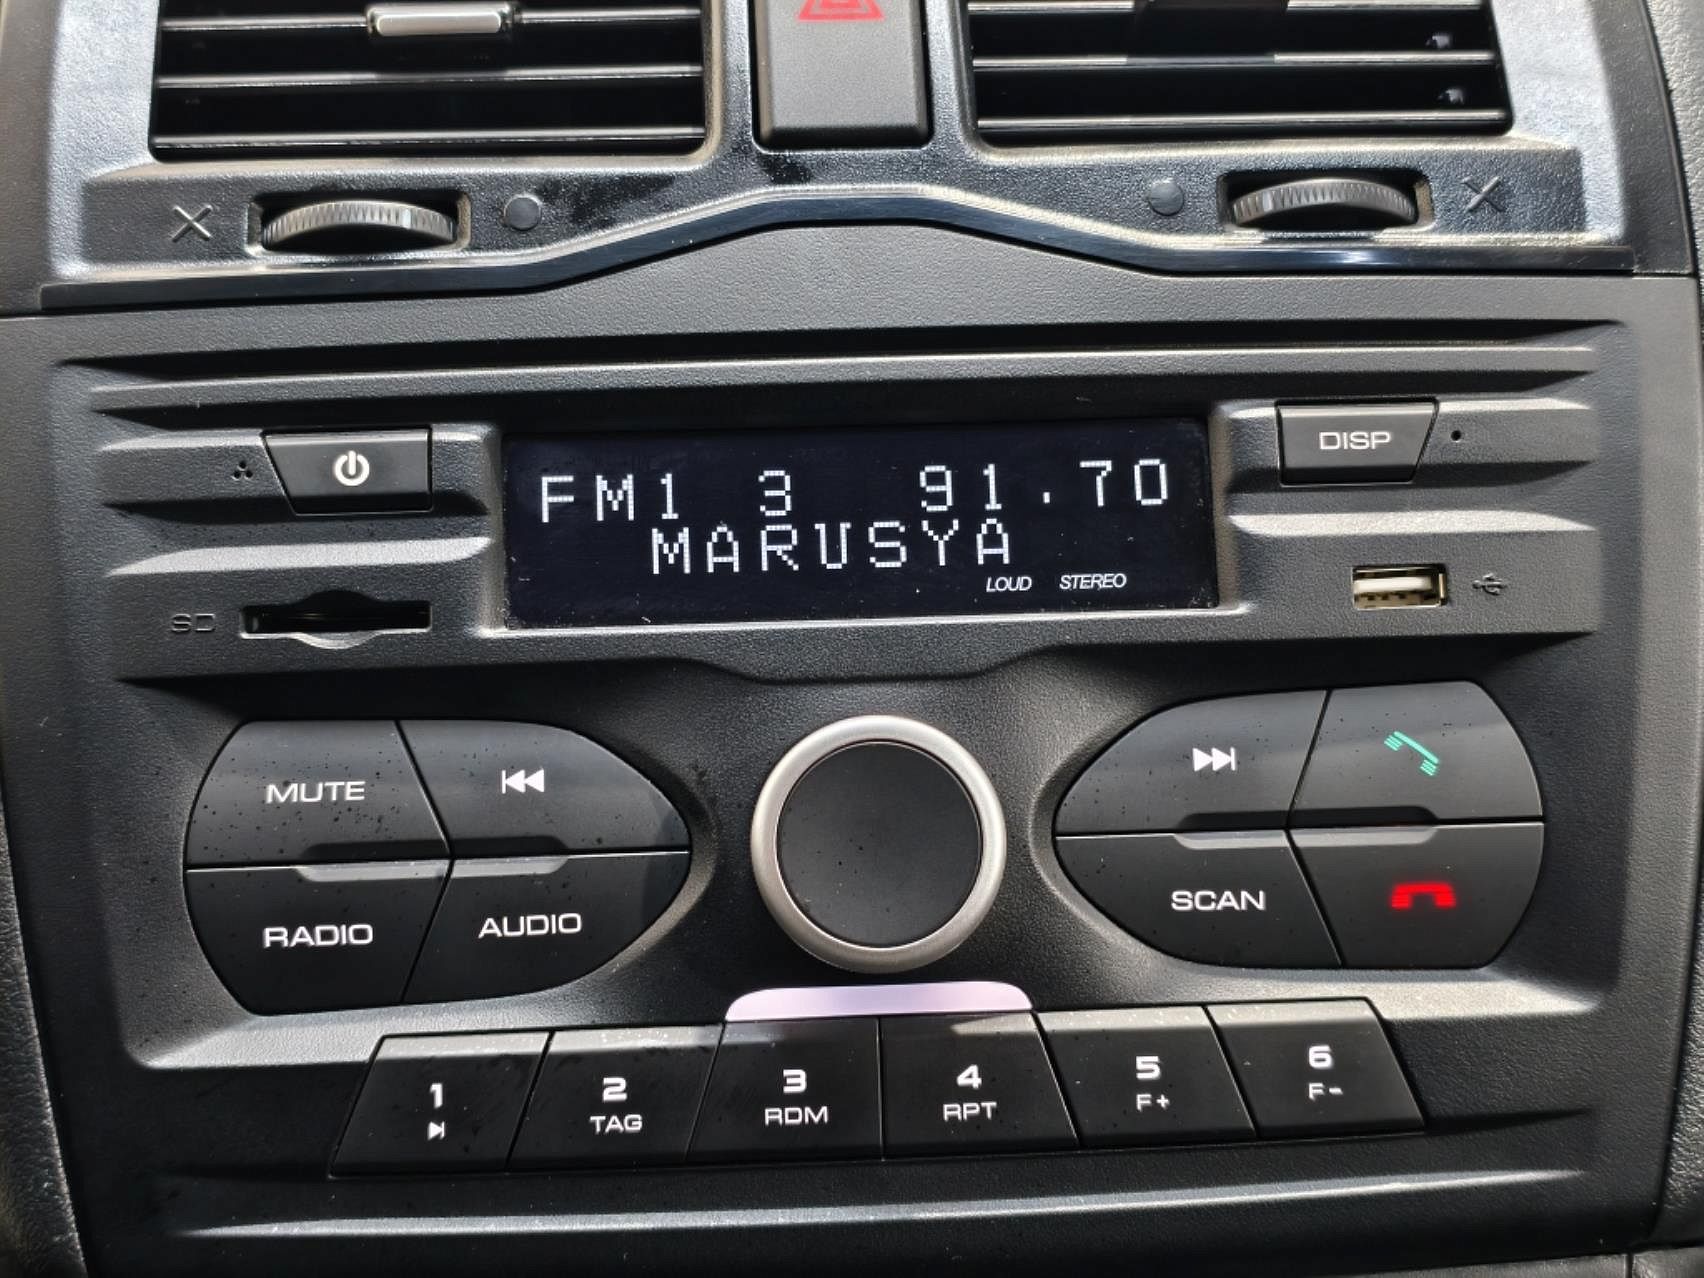 DISP
FM1 3 91.70
MARUSYA
LOUD STEREO
SD
MUTE
RADIO
AUDIO
SCAN
1
2
TAG
3
RDM
4
RPT
5
F+
6
F-